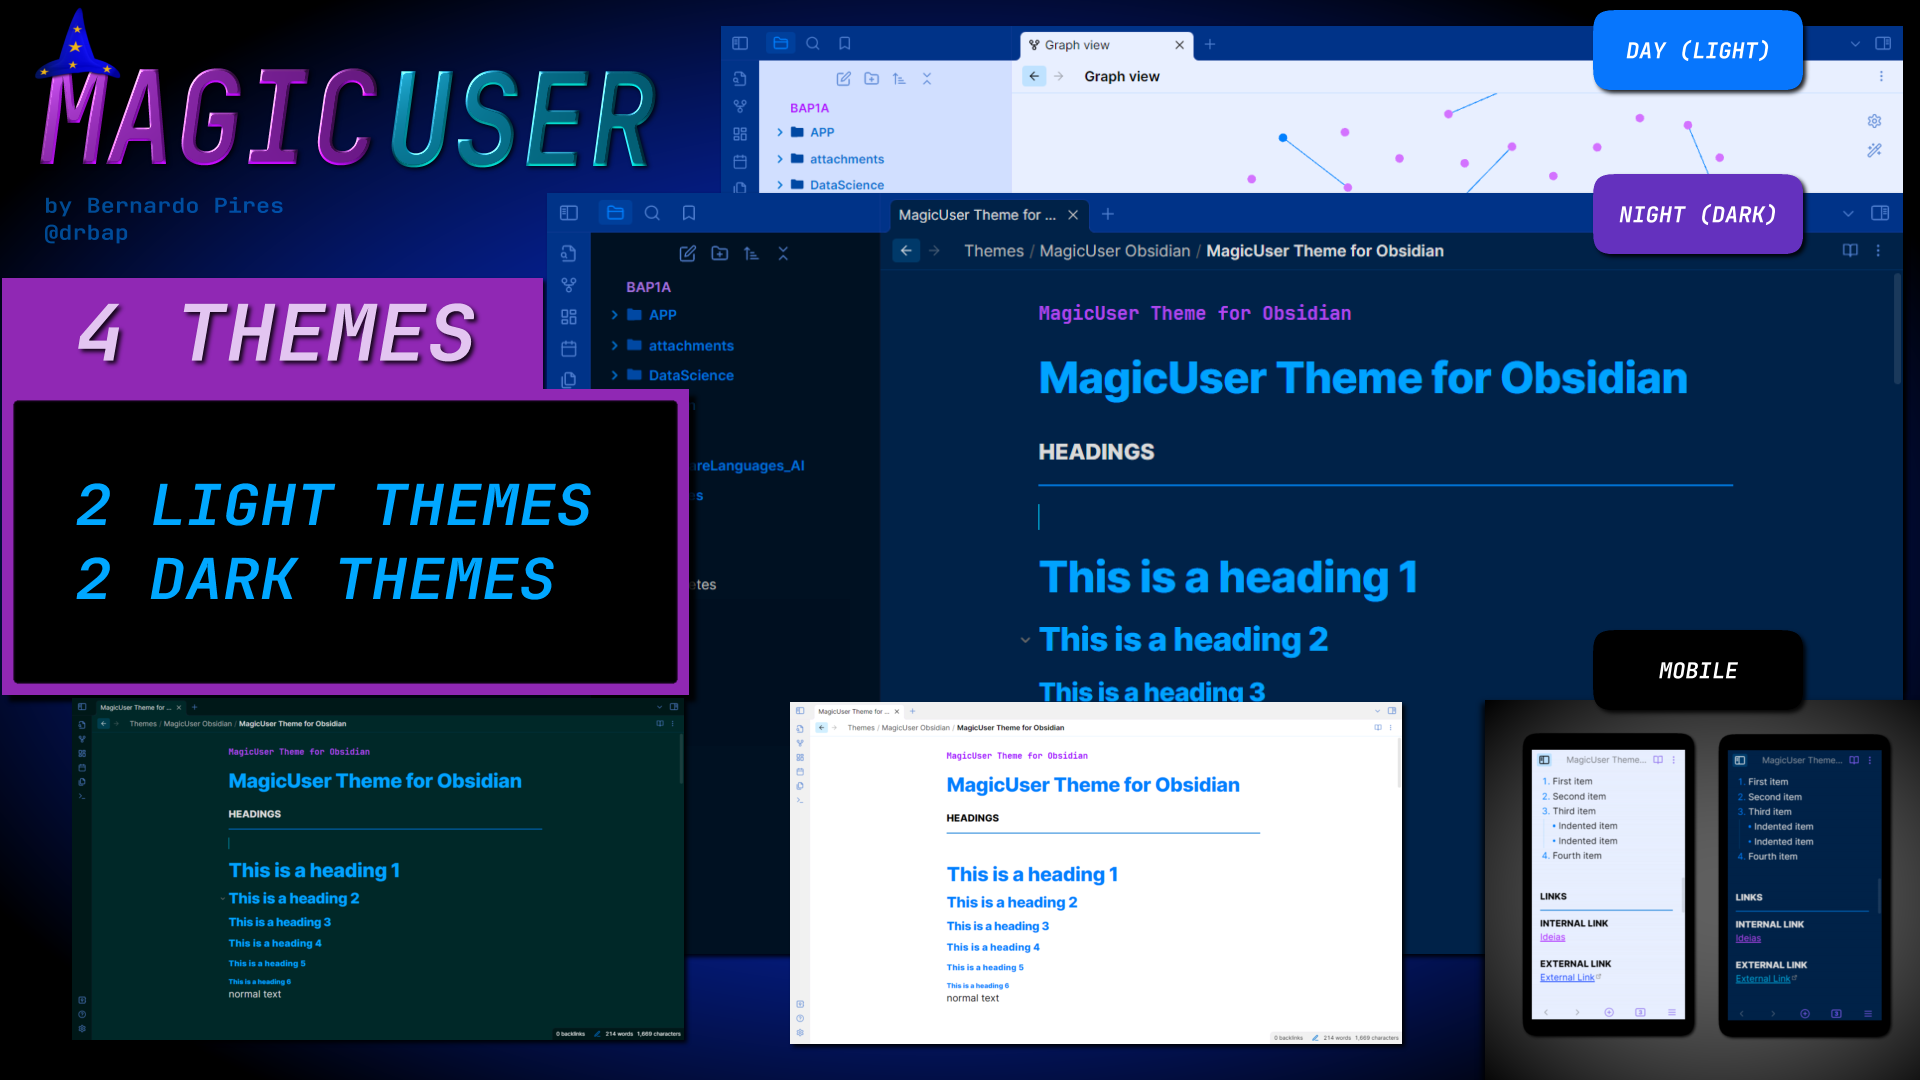 MAGICUSER
by Bernardo Pires
@drbap
4 THEMES
2 LIGHT THEMES
2 DARK THEMES
Graph view
Graph view
BAP1A
APP
attachments
DataScience
DAY (LIGHT)
NIGHT (DARK)
MagicUser Theme for ...
Themes / MagicUser Obsidian / MagicUser Theme for Obsidian
BAP1A
APP
attachments
DataScience
reLanguages_AI
s
etes
MagicUser Theme for Obsidian
MagicUser Theme for Obsidian
HEADINGS
This is a heading 1
This is a heading 2
This is a heading 3
MagicUser Theme for ...
Themes / MagicUser Obsidian / MagicUser Theme for Obsidian
MagicUser Theme for Obsidian
MagicUser Theme for Obsidian
HEADINGS
This is a heading 1
This is a heading 2
This is a heading 3
This is a heading 4
This is a heading 5
This is a heading 6
normal text
0 backlinks 214 words 1,669 characters
MagicUser Theme for ...
Themes / MagicUser Obsidian / MagicUser Theme for Obsidian
MagicUser Theme for Obsidian
MagicUser Theme for Obsidian
HEADINGS
This is a heading 1
This is a heading 2
This is a heading 3
This is a heading 4
This is a heading 5
This is a heading 6
normal text
0 backlinks 214 words 1,669 characters
MOBILE
MagicUser Theme...
1. First item
2. Second item
3. Third item
• Indented item
• Indented item
4. Fourth item
LINKS
INTERNAL LINK
Ideias
EXTERNAL LINK
External Link
3
MagicUser Theme...
1. First item
2. Second item
3. Third item
• Indented item
• Indented item
4. Fourth item
LINKS
INTERNAL LINK
Ideias
EXTERNAL LINK
External Link
3